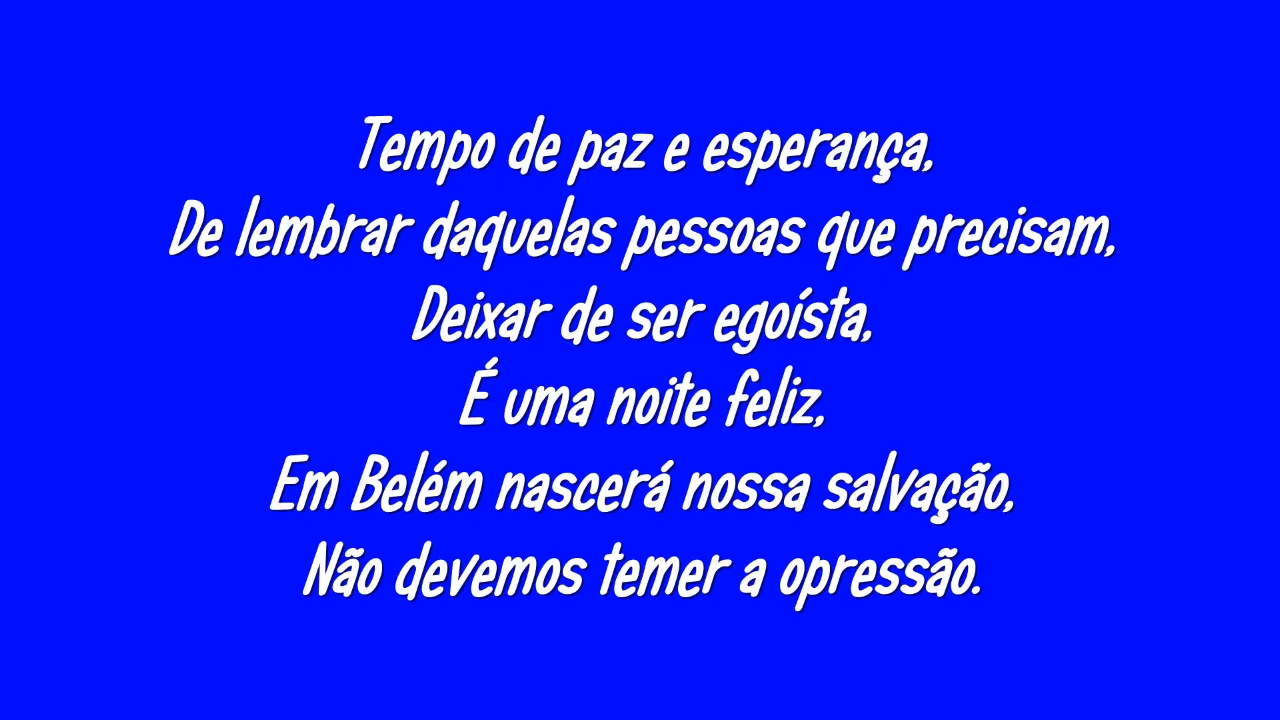 Tempo de paz e esperança,
De lembrar daquelas pessoas que precisam,
Deixar de ser egoísta,
É uma noite feliz,
Em Belém nascerá nossa salvação,
Não devemos temer a opressão.